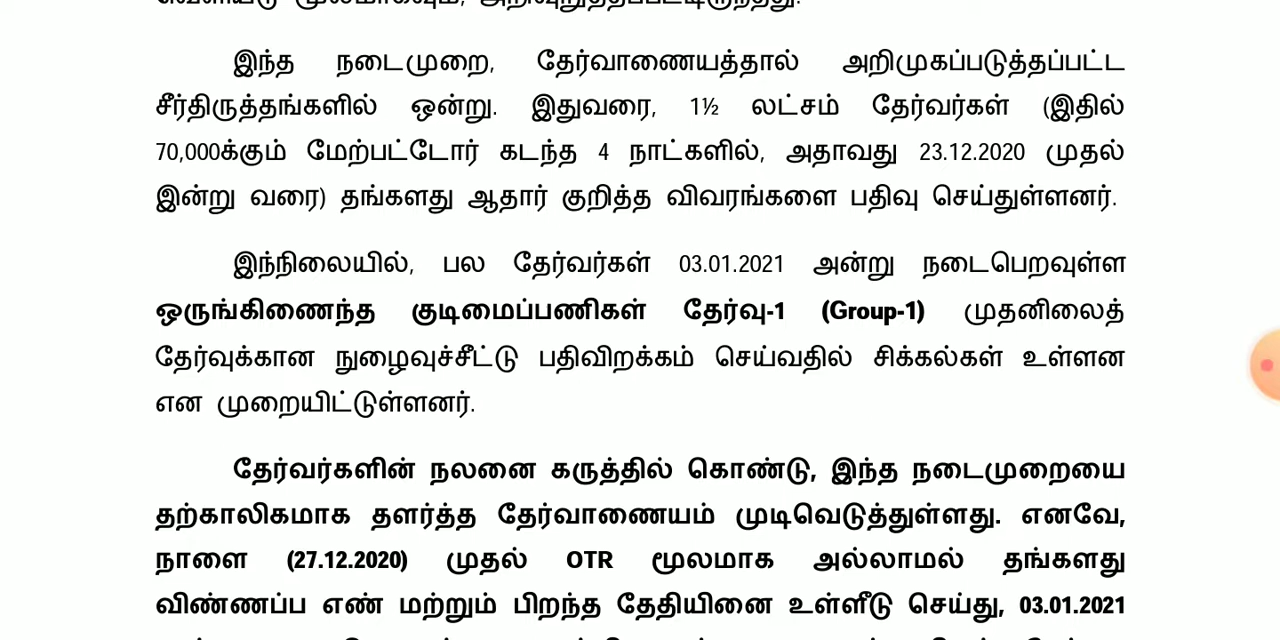 இந்த நடைமுறை, தேர்வாணையத்தால் அறிமுகப்படுத்தப்பட்ட
சீர்திருத்தங்களில் ஒன்று. இதுவரை, 1½ லட்சம் தேர்வர்கள் (இதில்
70,000க்கும் மேற்பட்டோர் கடந்த 4 நாட்களில், அதாவது 23.12.2020 முதல்
இன்று வரை) தங்களது ஆதார் குறித்த விவரங்களை பதிவு செய்துள்ளனர்.
இந்நிலையில், பல தேர்வர்கள் 03.01.2021 அன்று நடைபெறவுள்ள
ஒருங்கிணைந்த குடிமைப்பணிகள் தேர்வு-1 (Group-1) முதனிலைத்
தேர்வுக்கான நுழைவுச்சீட்டு பதிவிறக்கம் செய்வதில் சிக்கல்கள் உள்ளன
என முறையிட்டுள்ளனர்.
தேர்வர்களின் நலனை கருத்தில் கொண்டு, இந்த நடைமுறையை
தற்காலிகமாக தளர்த்த தேர்வாணையம் முடிவெடுத்துள்ளது. எனவே,
நாளை (27.12.2020) முதல் OTR மூலமாக அல்லாமல் தங்களது
விண்ணப்ப எண் மற்றும் பிறந்த தேதியினை உள்ளீடு செய்து, 03.01.2021